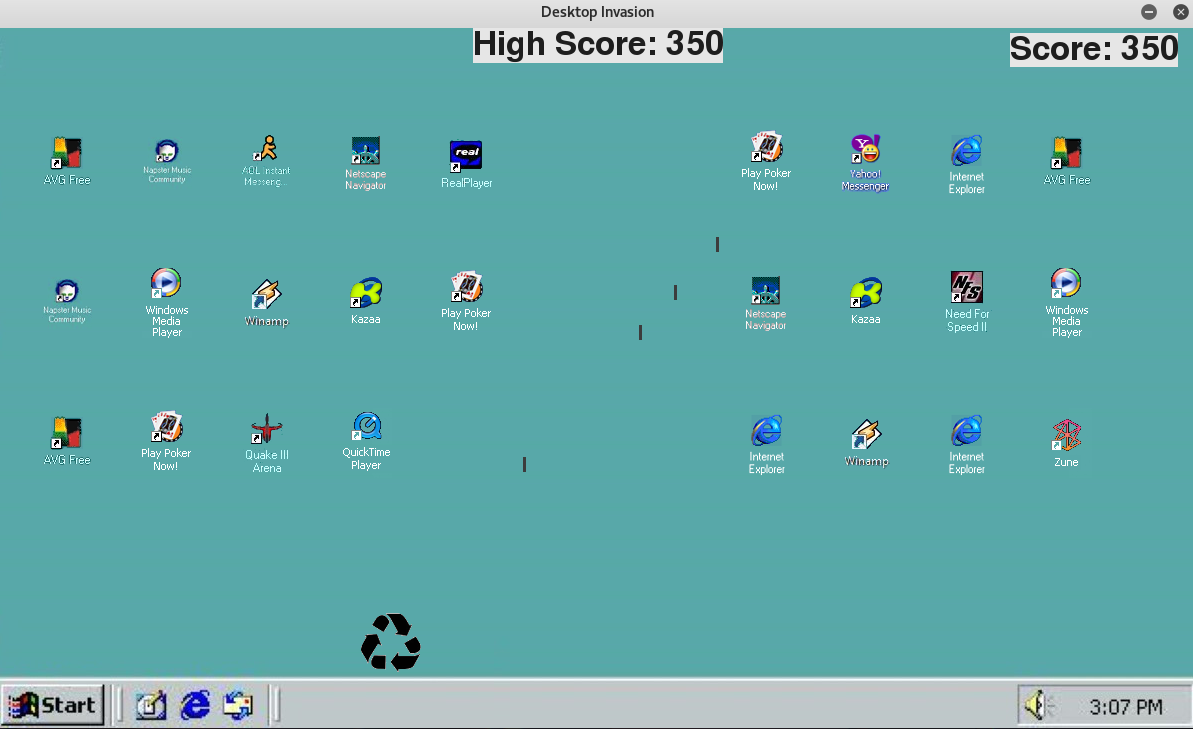 Desktop Invasion
High Score: 350
Score: 350
AVG Free
Napster Music
Community
AOL Instant
Messeng...
Netscape
Navigator
real
RealPlayer
Play Poker
Now!
Yahoo!
Messenger
Internet
Explorer
AVG Free
Napster Music
Community
Windows
Media
Player
Winamp
Kazaa
Play Poker
Now!
Netscape
Navigator
Kazaa
NFS
Need For
Speed II
Windows
Media
Player
AVG Free
Play Poker
Now!
Quake III
Arena
QuickTime
Player
Internet
Explorer
Winamp
Internet
Explorer
Zune
Start
3:07 PM